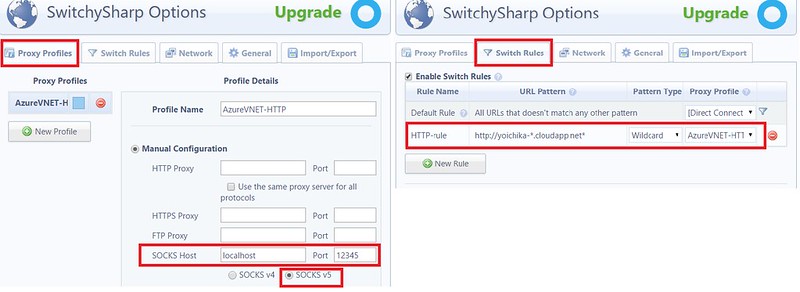 SwitchySharp Options
Upgrade
Proxy Profiles
Switch Rules
Network
General
Import/Export
Proxy Profiles
Profile Details
AzureVNET-H
New Profile
Profile Name
AzureVNET-HTTP
Manual Configuration
HTTP Proxy
Port
Use the same proxy server for all
protocols
HTTPS Proxy
Port
FTP Proxy
Port
SOCKS Host
localhost
Port
12345
SOCKS v4
SOCKS v5
SwitchySharp Options
Upgrade
Proxy Profiles
Switch Rules
Network
General
Import/Export
Enable Switch Rules
Rule Name
URL Pattern
Pattern Type
Proxy Profile
Default Rule
All URLs that doesn't match any other pattern
[Direct Connect
HTTP-rule
http://yoichika-*.cloudapp.net*
Wildcard
AzureVNET-HTT
New Rule